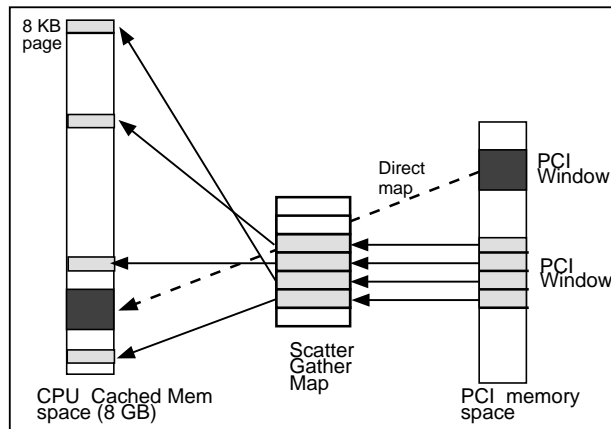 8 KB
page
Direct
map
PCI
Window
PCI
Window
Scatter
Gather
Map
CPU Cached Mem
space (8 GB)
PCI memory
space